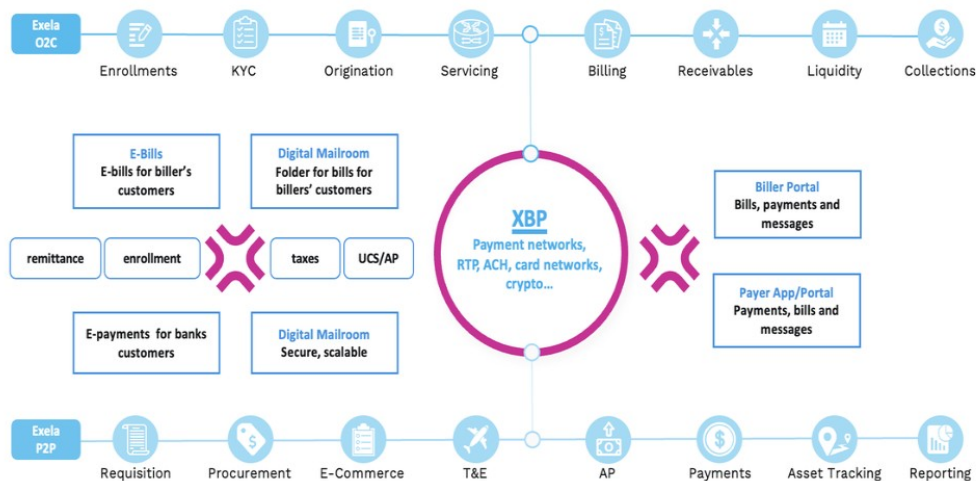 Exela
O2C
Enrollments
KYC
Origination
Servicing
Billing
Receivables
Liquidity
Collections
E-Bills
E-bills for biller's
customers
Digital Mailroom
Folder for bills for
billers' customers
remittance
enrollment
taxes
UCS/AP
E-payments for banks
customers
Digital Mailroom
Secure, scalable
XBP
Payment networks,
RTP, ACH, card networks,
crypto...
Biller Portal
Bills, payments and
messages
Payer App/Portal
Payments, bills and
messages
Exela
P2P
Requisition
Procurement
E-Commerce
T&E
AP
Payments
Asset Tracking
Reporting